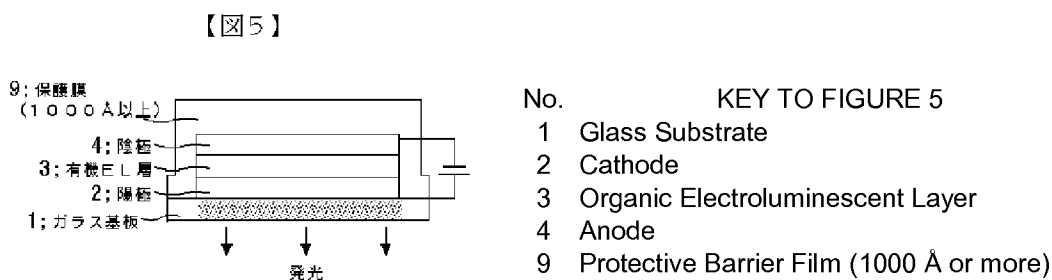 【図５】
9;保護膜
(１０００Å以上)
4;陰極
3;有機ＥＬ層
2;陽極
1;ガラス基板
発光
No. KEY TO FIGURE 5
1 Glass Substrate
2 Cathode
3 Organic Electroluminescent Layer
4 Anode
9 Protective Barrier Film (1000 Å or more)